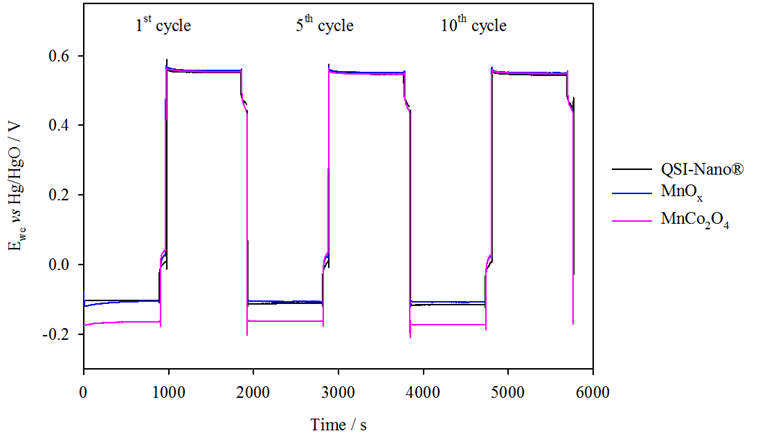 1st cycle 5th cycle 10th cycle
0.6
0.4
0.2
0.0
-0.2
Ewe vs Hg/HgO / V
0 1000 2000 3000 4000 5000 6000
Time / s
QSI-Nano®
MnOx
MnCo2O4